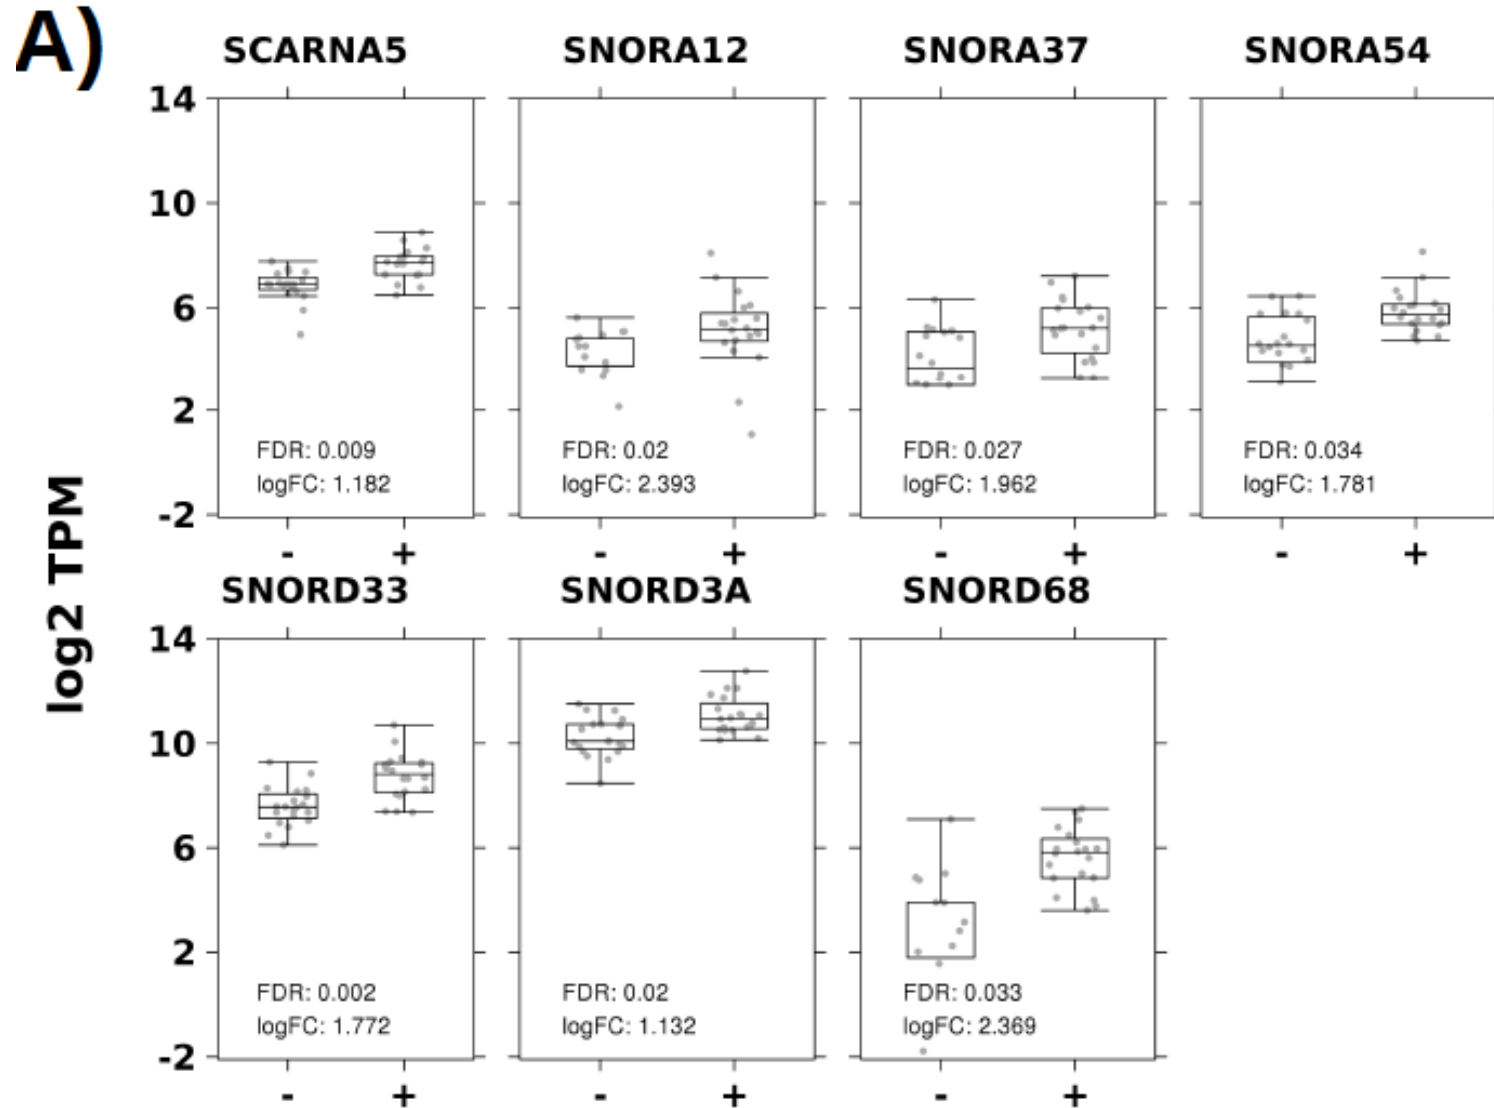 A)
SCARNA5 SNORA12 SNORA37 SNORA54
14
10
6
2
-2
FDR: 0.009 FDR: 0.02 FDR: 0.027 FDR: 0.034
logFC: 1.182 logFC: 2.393 logFC: 1.962 logFC: 1.781
- + - + - + - +
log2 TPM
SNORD33 SNORD3A SNORD68
14
10
6
2
-2
FDR: 0.002 FDR: 0.02 FDR: 0.033
logFC: 1.772 logFC: 1.132 logFC: 2.369
- + - + - +